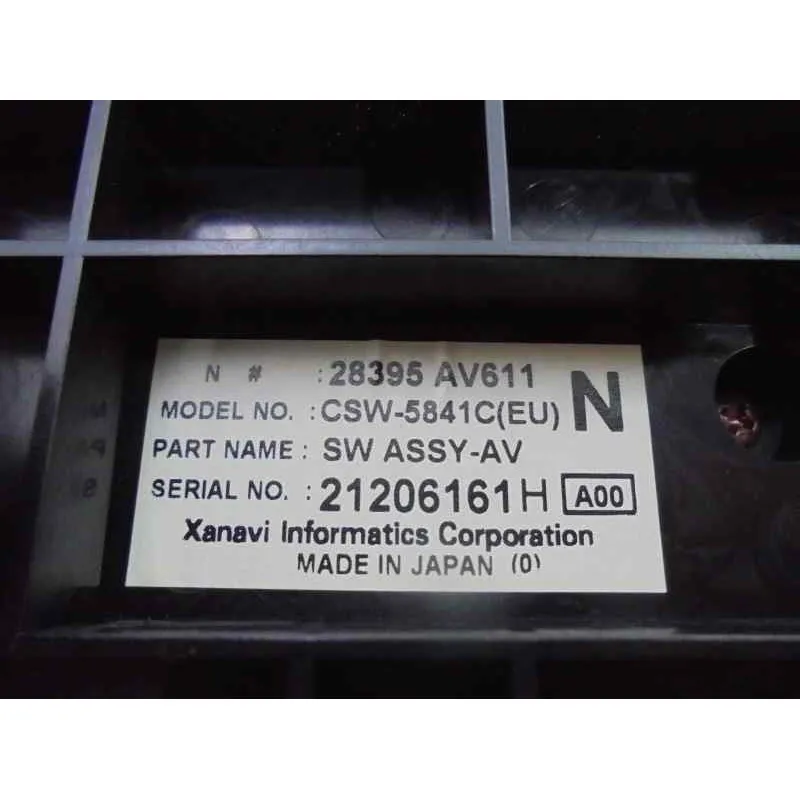 N # : 28395 AV611 N
MODEL NO. : CSW-5841C(EU)
PART NAME : SW ASSY-AV
SERIAL NO. : 21206161H A00
Xanavi Informatics Corporation
MADE IN JAPAN (0)